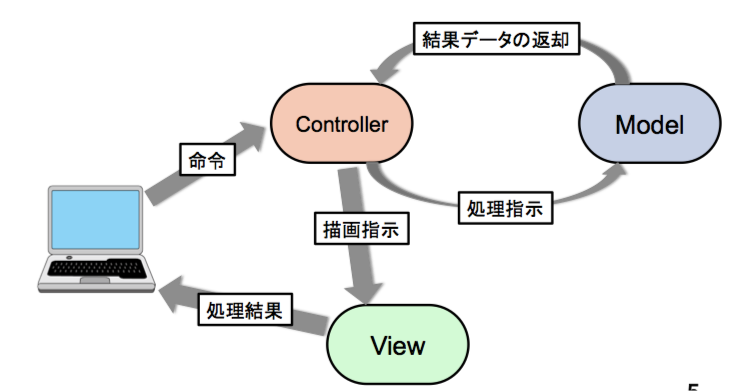 結果データの返却
Controller
Model
命令
処理指示
描画指示
処理結果
View
5